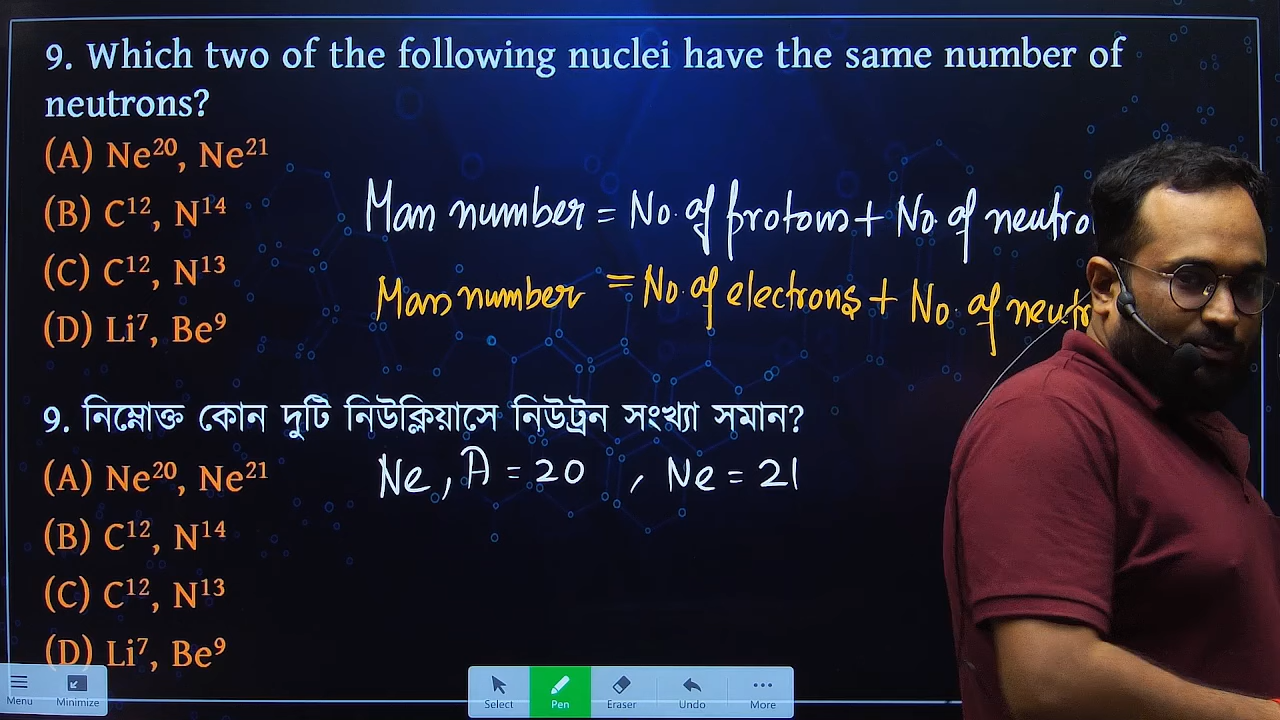 9. Which two of the following nuclei have the same number of
neutrons?
(A) Ne²⁰, Ne²¹
(B) C¹², N¹⁴
(C) C¹², N¹³
(D) Li⁷, Be⁹
Mass number = No. of protons + No. of neutro
Mass number = No. of electrons + No. of neutr
9. নিম্নোক্ত কোন দুটি নিউক্লিয়াসে নিউট্রন সংখ্যা সমান?
(A) Ne²⁰, Ne²¹
(B) C¹², N¹⁴
(C) C¹², N¹³
(D) Li⁷, Be⁹
Ne, A = 20 , Ne = 21
Menu
Minimize
Select
Pen
Eraser
Undo
More